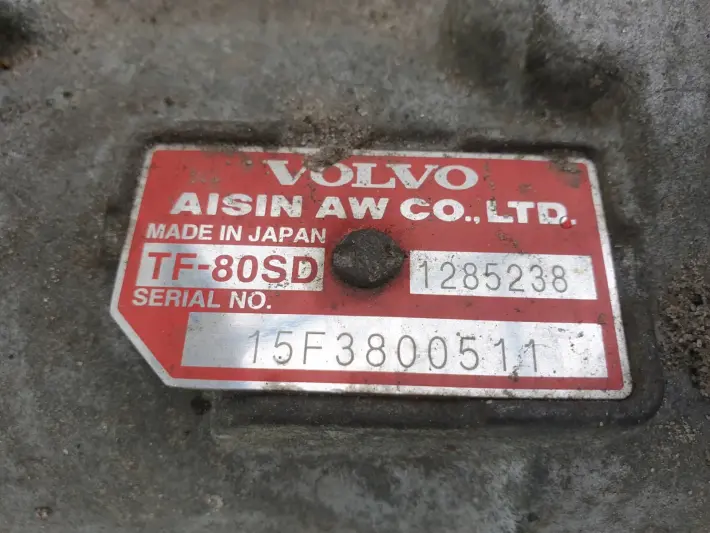 VOLVO
AISIN AW CO., LTD.
MADE IN JAPAN
TF-80SD 1285238
SERIAL NO.
15F3800511